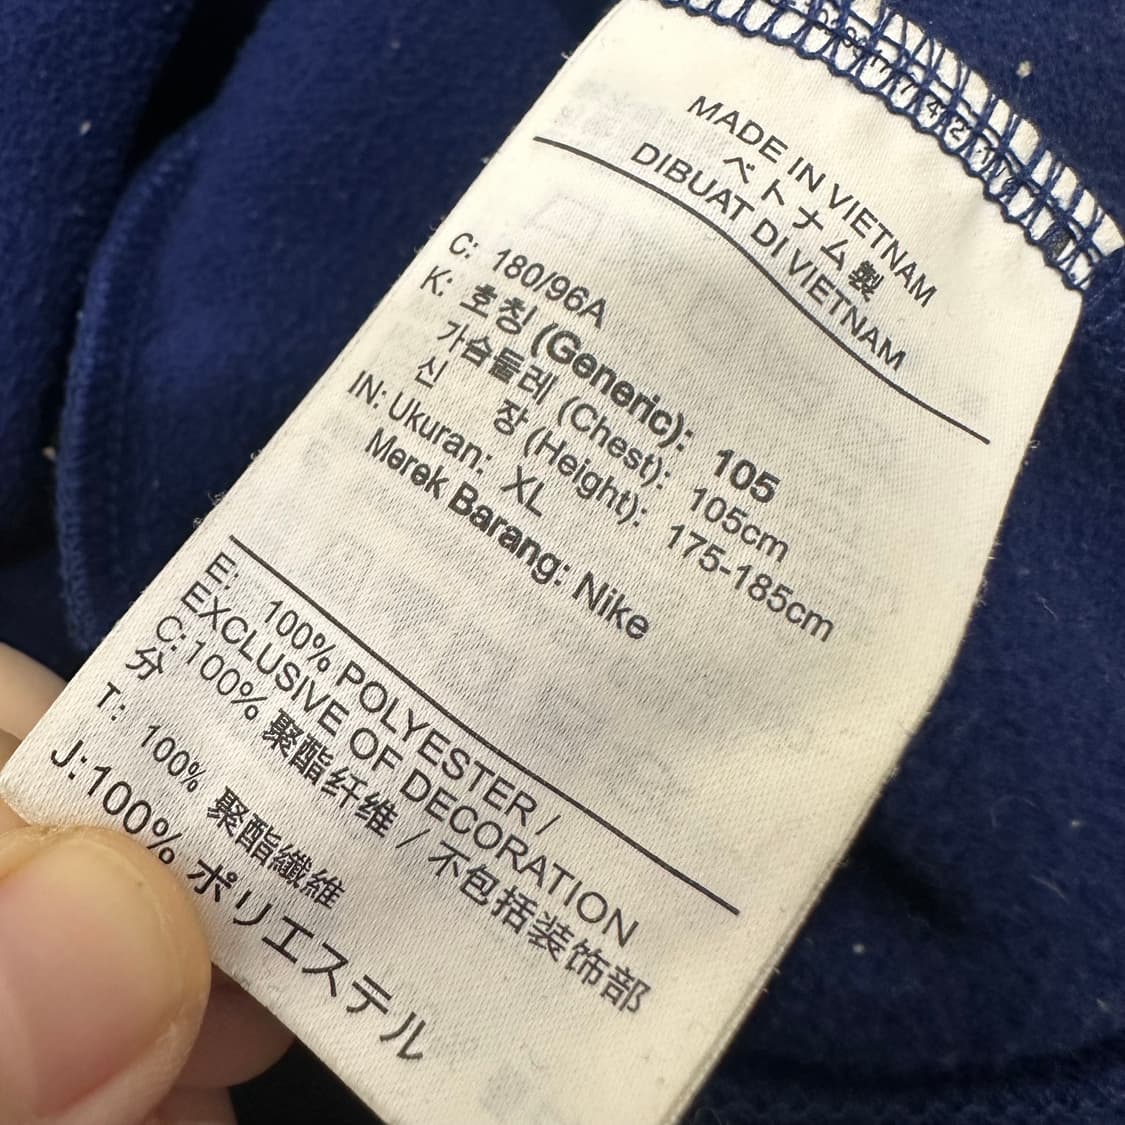 MADE IN VIETNAM
ベトナム製
DIBUAT DI VIETNAM
C: 180/96A
K: 호칭 (Generic): 105
가슴둘레 (Chest): 105cm
신 장 (Height): 175-185cm
IN: Ukuran: XL
Merek Barang: Nike
E: 100% POLYESTER /
EXCLUSIVE OF DECORATION
C: 100% 聚酯纤维 / 不包括装饰部
分
T: 100% 聚酯纖維
J: 100% ポリエステル